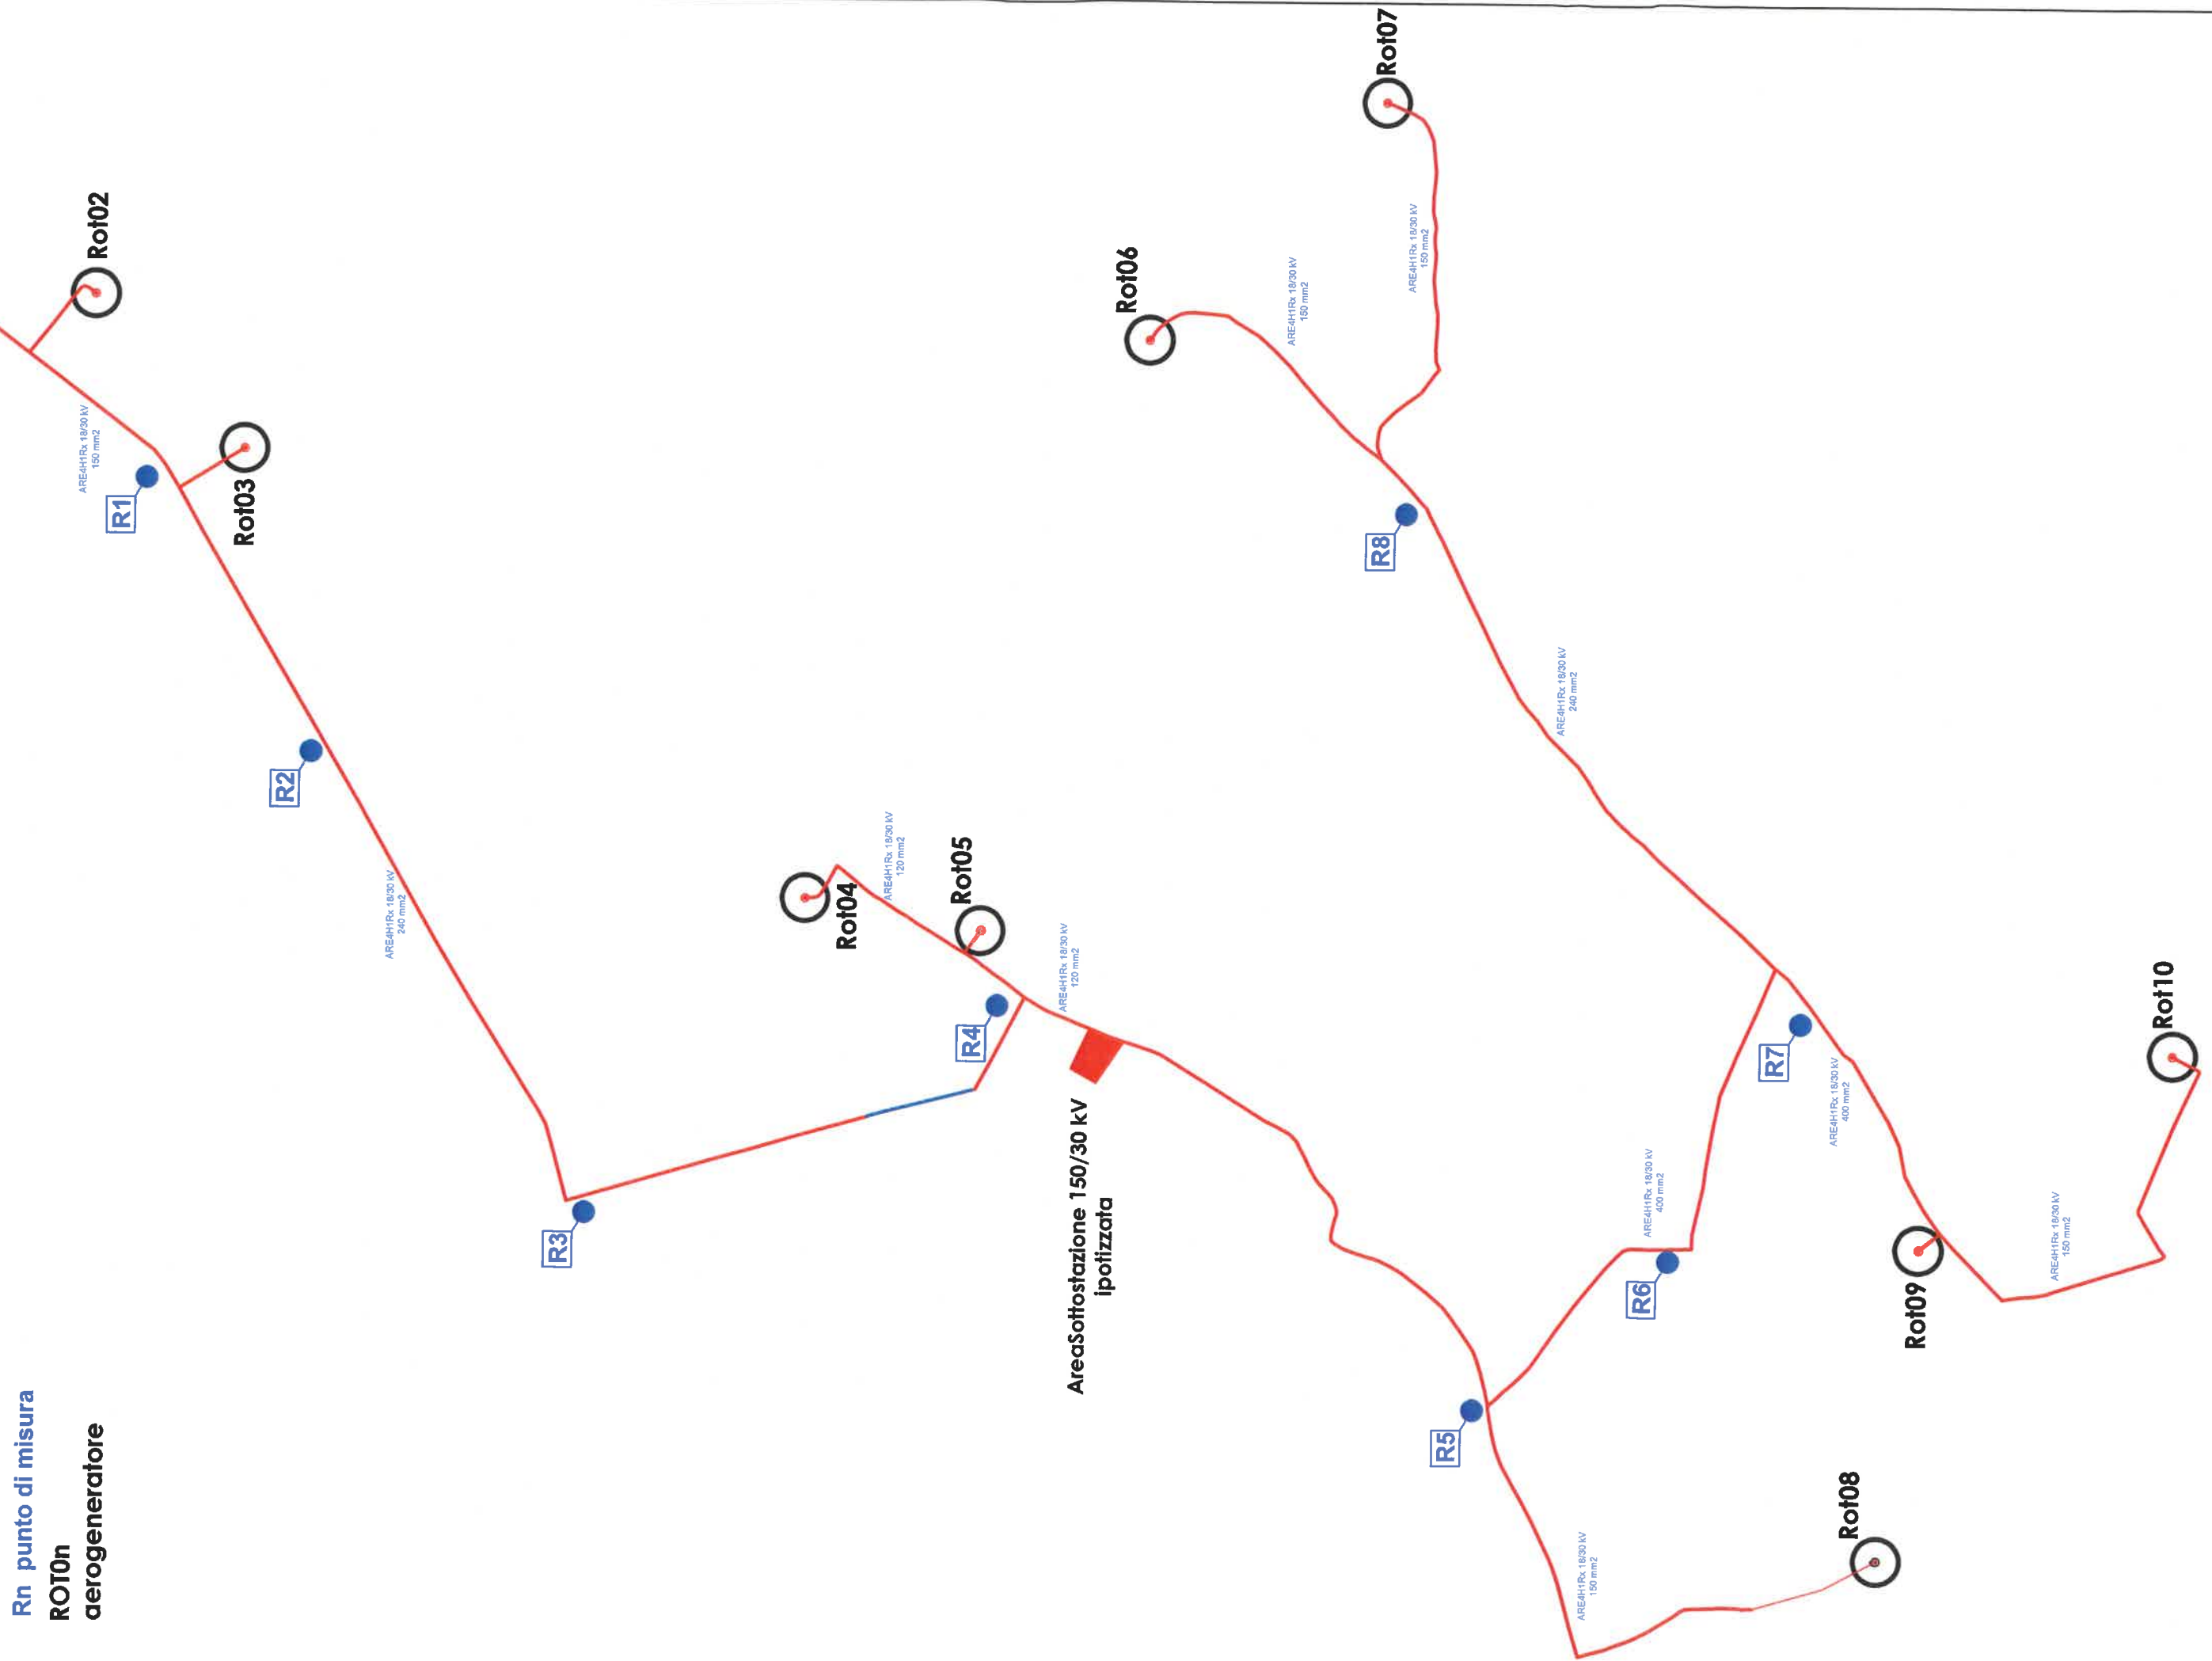 Rn punto di misura
ROT0n
aerogeneratore
Rot02
ARE4H1Rx 18/30 kV
150 mm2
R1
Rot03
R2
ARE4H1Rx 18/30 kV
240 mm2
R3
Rot04
ARE4H1Rx 18/30 kV
120 mm2
Rot05
R4
ARE4H1Rx 18/30 kV
120 mm2
AreaSottostazione 150/30 kV
ipotizzata
Rot06
ARE4H1Rx 18/30 kV
150 mm2
Rot07
ARE4H1Rx 18/30 kV
150 mm2
R8
ARE4H1Rx 18/30 kV
240 mm2
R5
ARE4H1Rx 18/30 kV
150 mm2
Rot08
R6
ARE4H1Rx 18/30 kV
400 mm2
R7
ARE4H1Rx 18/30 kV
400 mm2
Rot09
ARE4H1Rx 18/30 kV
150 mm2
Rot10